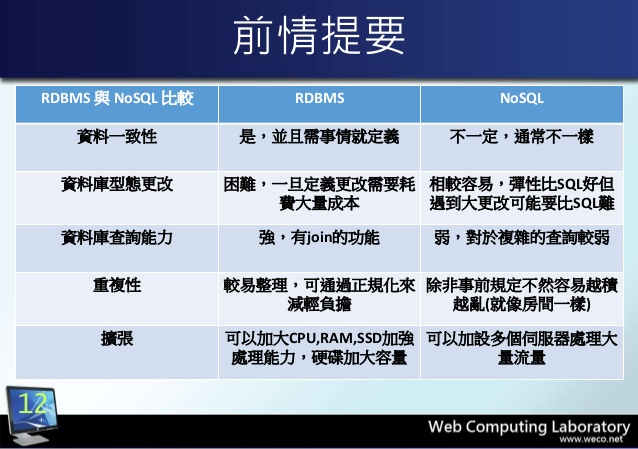 前情提要
RDBMS 與 NoSQL 比較
RDBMS
NoSQL
資料一致性
是，並且需事情就定義
不一定，通常不一樣
資料庫型態更改
困難，一旦定義更改需要耗
費大量成本
相較容易，彈性比SQL好但
遇到大更改可能要比SQL難
資料庫查詢能力
強，有join的功能
弱，對於複雜的查詢較弱
重複性
較易整理，可通過正規化來
減輕負擔
除非事前規定不然容易越積
越亂(就像房間一樣)
擴張
可以加大CPU,RAM,SSD加強
處理能力，硬碟加大容量
可以加設多個伺服器處理大
量流量
12
Web Computing Laboratory
www.weco.net